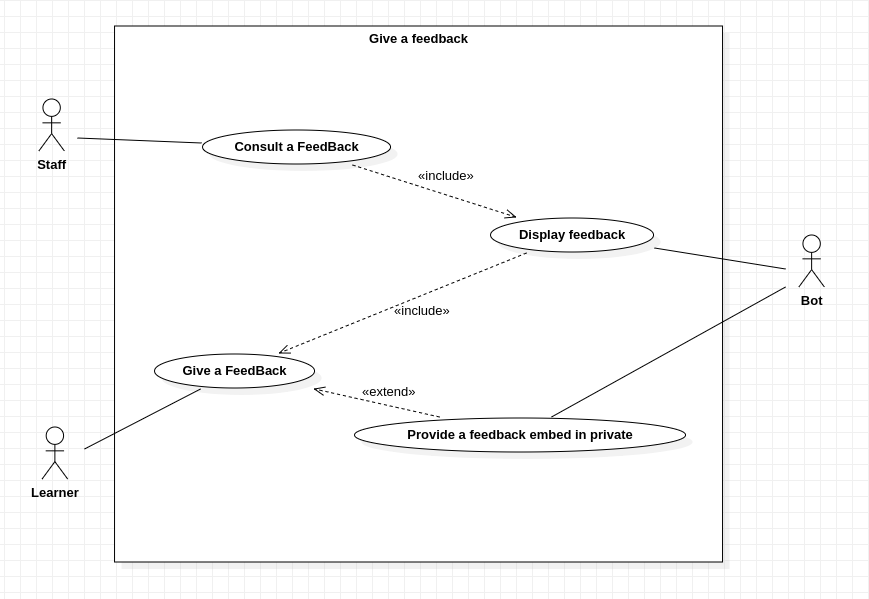 Give a feedback
Consult a FeedBack
Staff
«include»
Display feedback
Bot
«include»
Give a FeedBack
«extend»
Provide a feedback embed in private
Learner